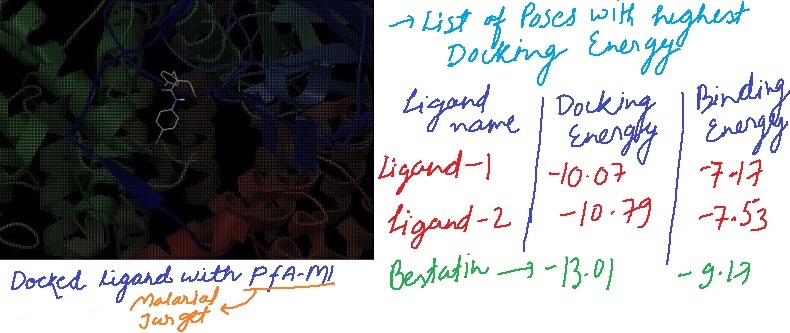 → List of Poses with highest
Docking Energy
Ligand name | Docking Energy | Binding Energy
Ligand-1 -10.07 -7.17
Ligand-2 -10.79 -7.53
Bestatin → -13.01 -9.17
Docked Ligand with PfA-M1
Malarial
Target